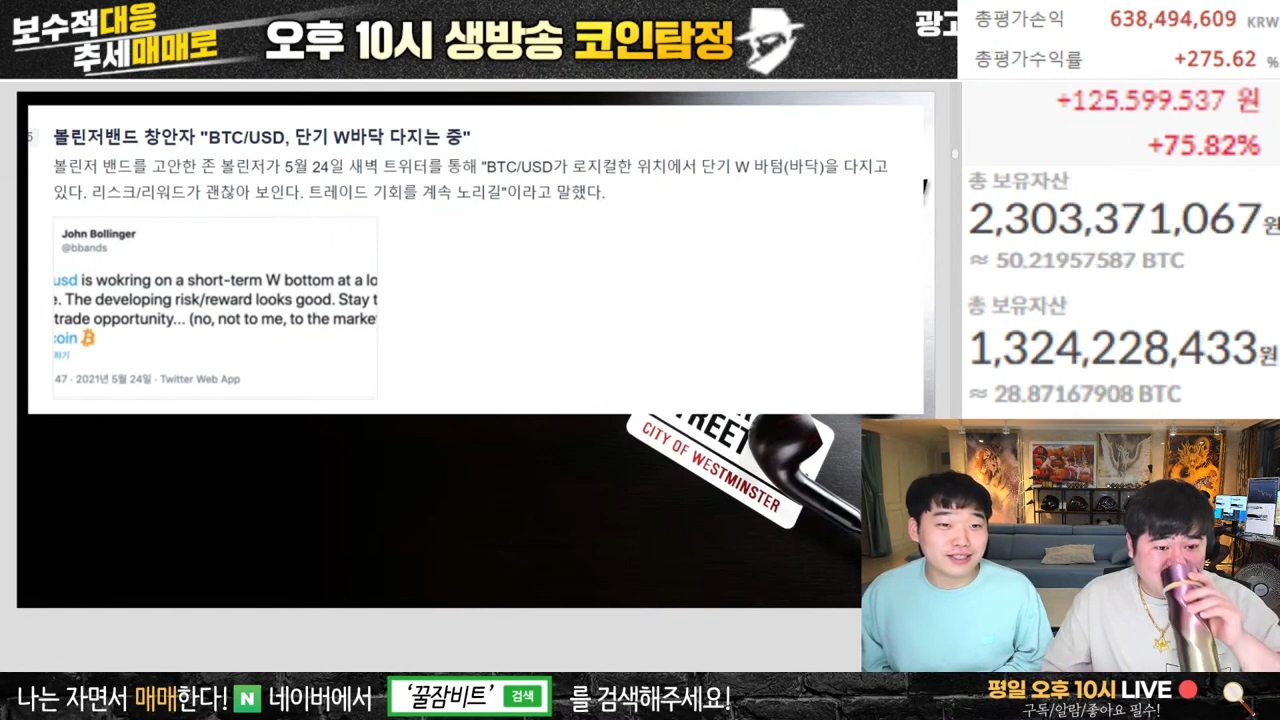 보수적대응
추세매매로
오후 10시 생방송 코인탐정
광고
총평가손익 638,494,609 KRW
총평가수익률 +275.62 %
+125.599.537 원
+75.82%
총 보유자산
2,303,371,067원
≈ 50.21957587 BTC
총 보유자산
1,324,228,433원
≈ 28.87167908 BTC
5
볼린저밴드 창안자 "BTC/USD, 단기 W바닥 다지는 중"
볼린저 밴드를 고안한 존 볼린저가 5월 24일 새벽 트위터를 통해 "BTC/USD가 로지컬한 위치에서 단기 W 바텀(바닥)을 다지고
있다. 리스크/리워드가 괜찮아 보인다. 트레이드 기회를 계속 노리길"이라고 말했다.
John Bollinger
@bbands
usd is wokring on a short-term W bottom at a lo
e. The developing risk/reward looks good. Stay t
trade opportunity... (no, not to me, to the marke
coin
하기
47 · 2021년 5월 24일 · Twitter Web App
TREET
CITY OF WESTMINSTER
나는 자면서 매매한다! N 네이버에서 '꿀잠비트' 검색 를 검색해주세요!
평일 오후 10시 LIVE
구독/알람/좋아요 필수!